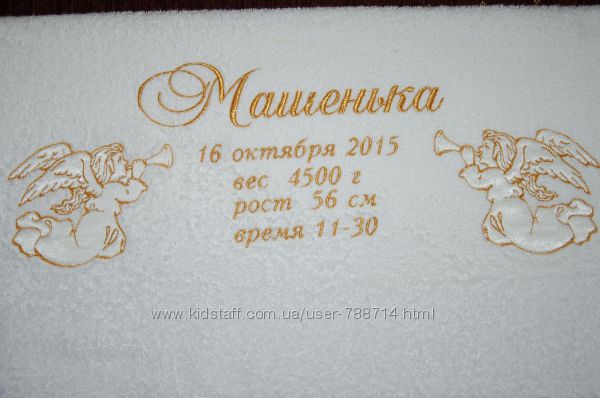 Машенька
16 октября 2015
вес 4500 г
рост 56 см
время 11-30
www.kidstaff.com.ua/user-788714.html